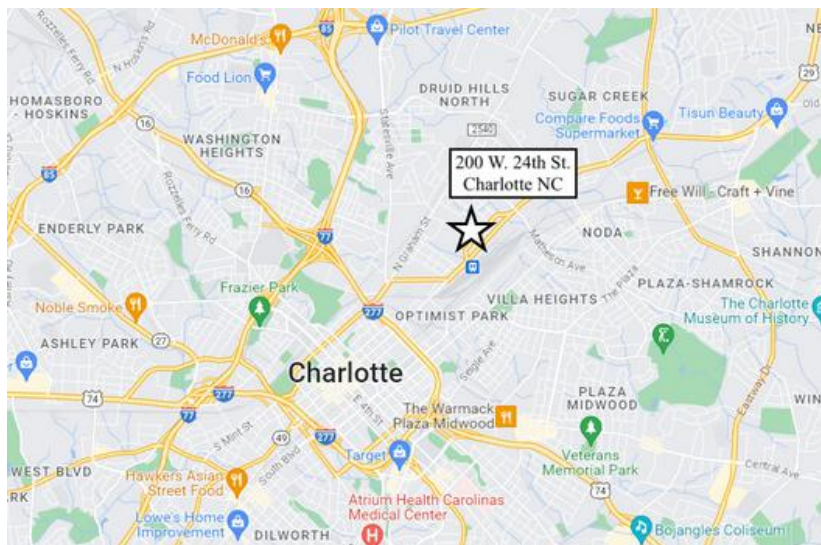 85
McDonald's
Pilot Travel Center
Rozzelles Ferry Rd
N Hoskins Rd
Food Lion
DRUID HILLS
NORTH
SUGAR CREEK
NE
29
Compare Foods
Supermarket
Tisun Beauty
HOMASBORO
- HOSKINS
16
Statesville Ave
2540
WASHINGTON
HEIGHTS
200 W. 24th St.
Charlotte NC
85
16
Rozzelles Ferry Rd
Free Will - Craft + Vine
ENDERLY PARK
77
N Graham St
Matheson Ave
NODA
SHANNON
Frazier Park
VILLA HEIGHTS
The Plaza
PLAZA-SHAMROCK
Noble Smoke
277
OPTIMIST PARK
The Charlotte
Museum of History
27
ASHLEY PARK
Seigle Ave
Charlotte
74
277
77
E 4th St
PLAZA
MIDWOOD
Eastway Dr
WIN
The Warmack
Plaza Midwood
S Mint St
49
277
South Blvd
Target
Veterans
Memorial Park
Central Ave
WEST BLVD
RK
Hawkers Asian
Street Food
74
Atrium Health Carolinas
Medical Center
Lowe's Home
Improvement
DILWORTH
Bojangles Coliseum